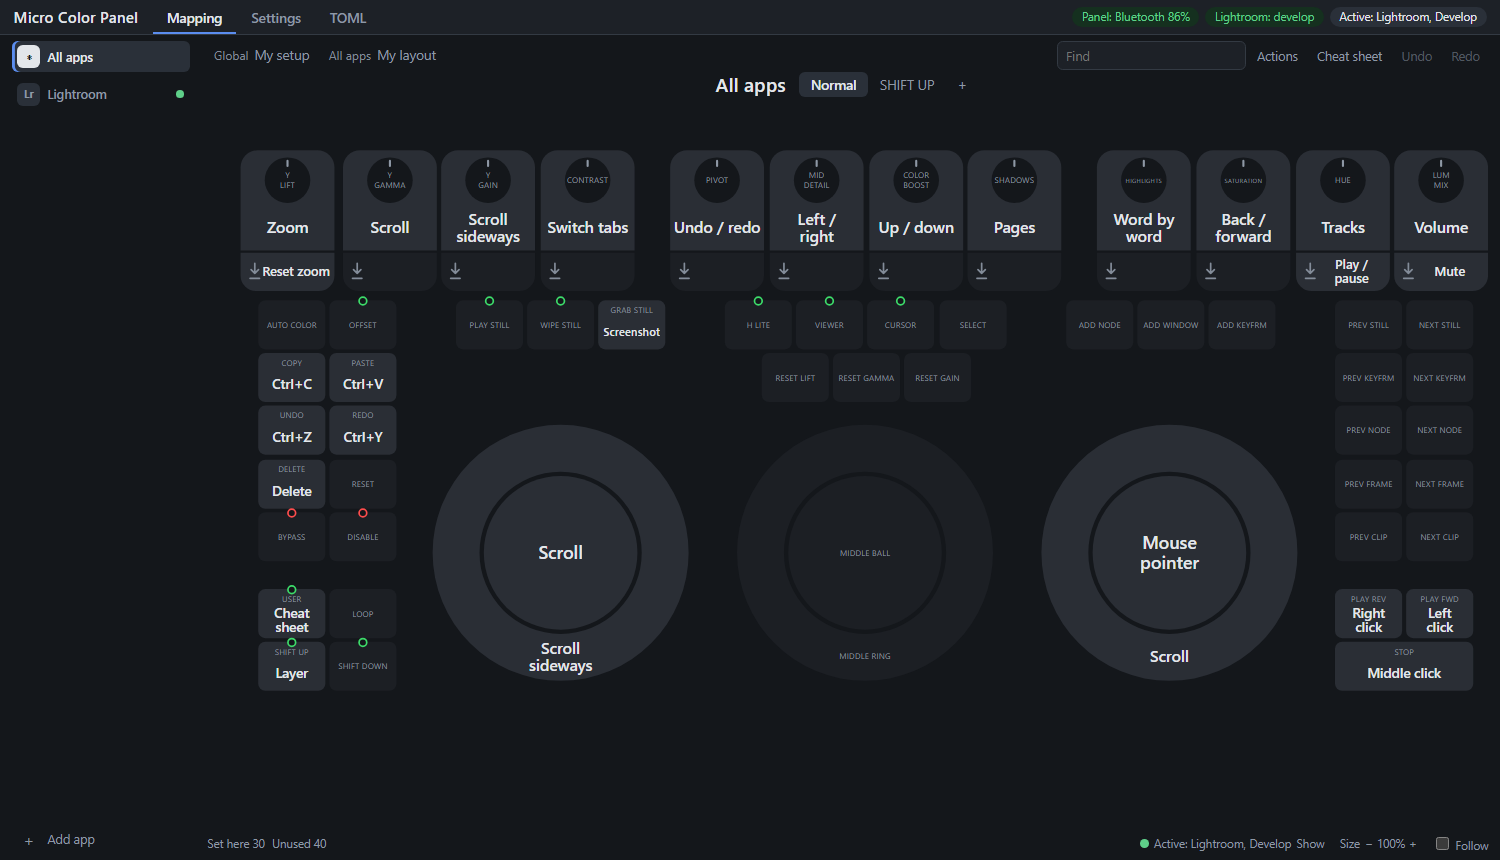 Micro Color Panel Mapping Settings TOML Panel: Bluetooth 86% Lightroom: develop Active: Lightroom, Develop
* All apps Global My setup All apps My layout Find Actions Cheat sheet Undo Redo
Lr Lightroom All apps Normal SHIFT UP +
Y LIFT Y GAMMA Y GAIN CONTRAST PIVOT MID DETAIL COLOR BOOST SHADOWS HIGHLIGHTS SATURATION HUE LUM MIX
Zoom Scroll Scroll sideways Switch tabs Undo / redo Left / right Up / down Pages Word by word Back / forward Tracks Volume
Reset zoom Play / pause Mute
AUTO COLOR OFFSET PLAY STILL WIPE STILL GRAB STILL Screenshot H LITE VIEWER CURSOR SELECT ADD NODE ADD WINDOW ADD KEYFRM PREV STILL NEXT STILL
COPY Ctrl+C PASTE Ctrl+V RESET LIFT RESET GAMMA RESET GAIN PREV KEYFRM NEXT KEYFRM
UNDO Ctrl+Z REDO Ctrl+Y PREV NODE NEXT NODE
DELETE Delete RESET PREV FRAME NEXT FRAME
BYPASS DISABLE PREV CLIP NEXT CLIP
Scroll MIDDLE BALL Mouse pointer
USER Cheat sheet LOOP PLAY REV Right click PLAY FWD Left click
SHIFT UP Layer SHIFT DOWN Scroll sideways MIDDLE RING Scroll STOP Middle click
+ Add app Set here 30 Unused 40 Active: Lightroom, Develop Show Size − 100% + Follow